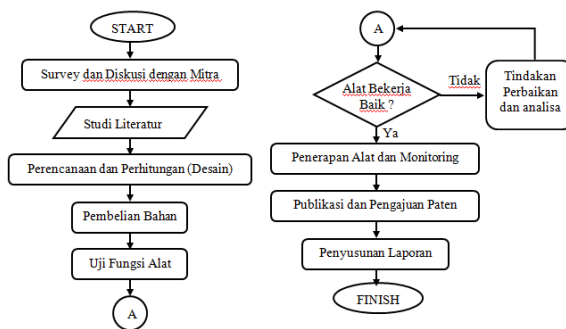 START
Survey dan Diskusi dengan Mitra
Studi Literatur
Perencanaan dan Perhitungan (Desain)
Pembelian Bahan
Uji Fungsi Alat
A
A
Alat Bekerja
Baik ?
Tidak
Tindakan
Perbaikan
dan analisa
Ya
Penerapan Alat dan Monitoring
Publikasi dan Pengajuan Paten
Penyusunan Laporan
FINISH